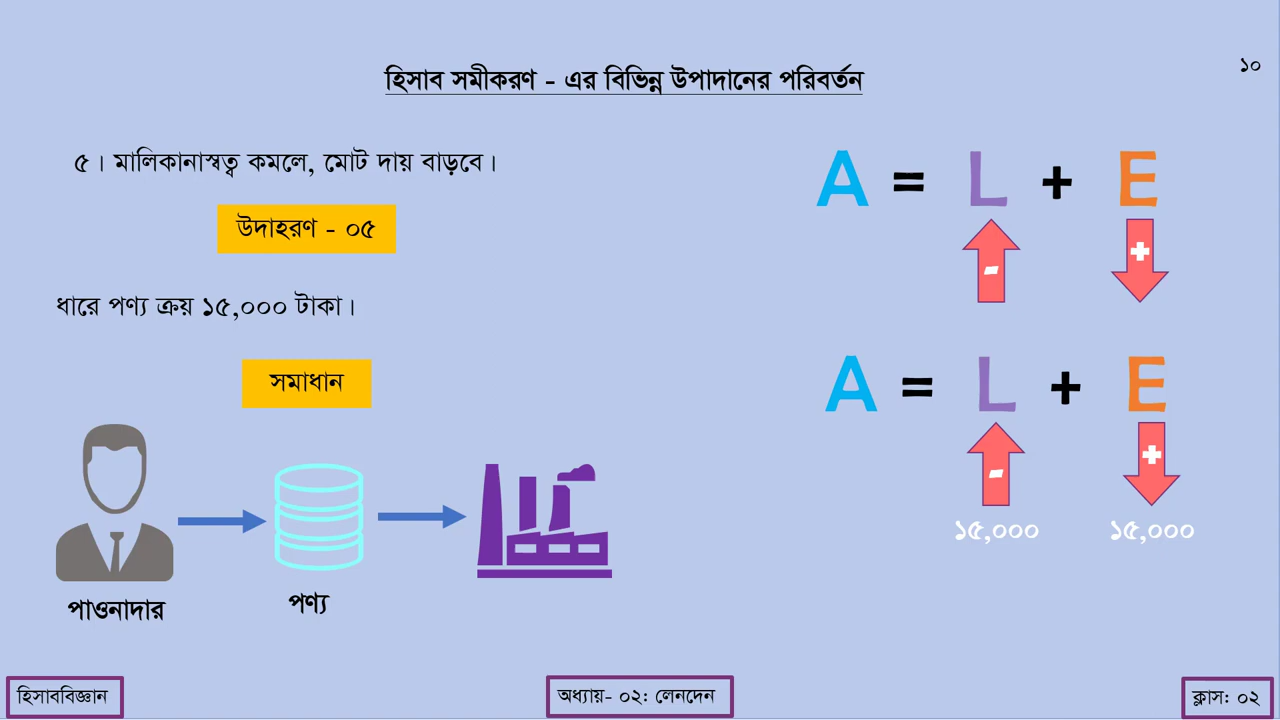 হিসাব সমীকরণ - এর বিভিন্ন উপাদানের পরিবর্তন
১০
৫। মালিকানাস্বত্ব কমলে, মোট দায় বাড়বে।
A = L + E
উদাহরণ - ০৫
- +
ধারে পণ্য ক্রয় ১৫,০০০ টাকা।
সমাধান
A = L + E
- +
১৫,০০০ ১৫,০০০
পাওনাদার
পণ্য
হিসাববিজ্ঞান
অধ্যায়- ০২: লেনদেন
ক্লাস: ০২